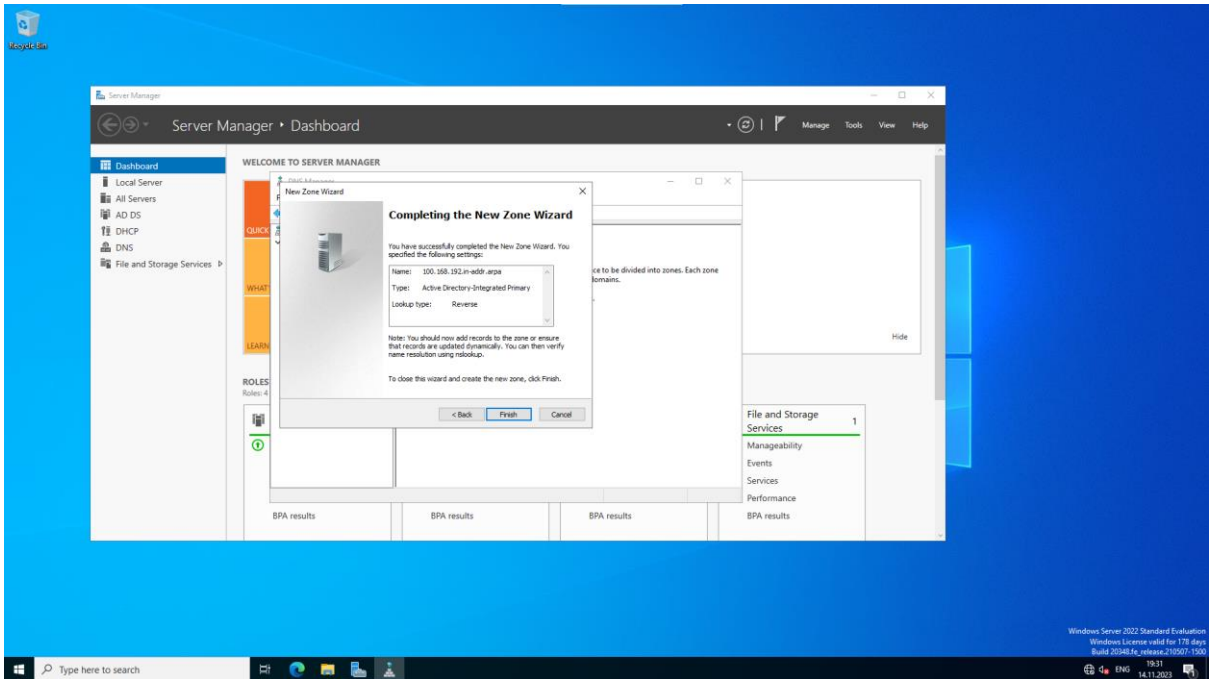 Recycle Bin
Server Manager
Server Manager • Dashboard
Manage Tools View Help
Dashboard
Local Server
All Servers
AD DS
DHCP
DNS
File and Storage Services
WELCOME TO SERVER MANAGER
QUICK
WHAT'
LEARN
DNS Manager
New Zone Wizard
Completing the New Zone Wizard
You have successfully completed the New Zone Wizard. You
specified the following settings:
Name: 100.168.192.in-addr.arpa
Type: Active Directory-Integrated Primary
Lookup type: Reverse
Note: You should now add records to the zone or ensure
that records are updated dynamically. You can then verify
name resolution using nslookup.
To close this wizard and create the new zone, click Finish.
< Back Finish Cancel
ce to be divided into zones. Each zone
domains.
Hide
ROLES
Roles: 4
File and Storage
Services 1
Manageability
Events
Services
Performance
BPA results
BPA results
BPA results
BPA results
Windows Server 2022 Standard Evaluation
Windows License valid for 178 days
Build 20348.fe_release.210507-1500
Type here to search
ENG
19:31
14.11.2023